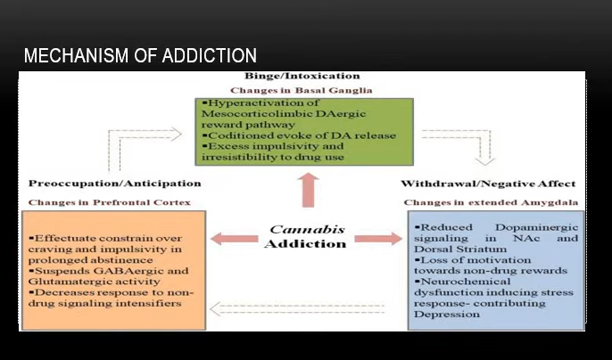 MECHANISM OF ADDICTION
Binge/Intoxication
Changes in Basal Ganglia
▪Hyperactivation of
Mesocorticolimbic DAergic
reward pathway
▪Coditioned evoke of DA release
▪Excess impulsivity and
irresistibility to drug use
Preoccupation/Anticipation
Changes in Prefrontal Cortex
▪Effectuate constrain over
craving and impulsivity in
prolonged abstinence
▪Suspends GABAergic and
Glutamatergic activity
▪Decreases response to non-
drug signaling intensifiers
Cannabis
Addiction
Withdrawal/Negative Affect
Changes in extended Amygdala
▪Reduced Dopaminergic
signaling in NAc and
Dorsal Striatum
▪Loss of motivation
towards non-drug rewards
▪Neurochemical
dysfunction inducing stress
response- contributing
Depression